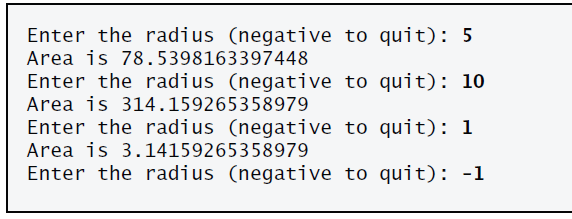 Enter the radius (negative to quit): 5
Area is 78.5398163397448
Enter the radius (negative to quit): 10
Area is 314.159265358979
Enter the radius (negative to quit): 1
Area is 3.14159265358979
Enter the radius (negative to quit): -1